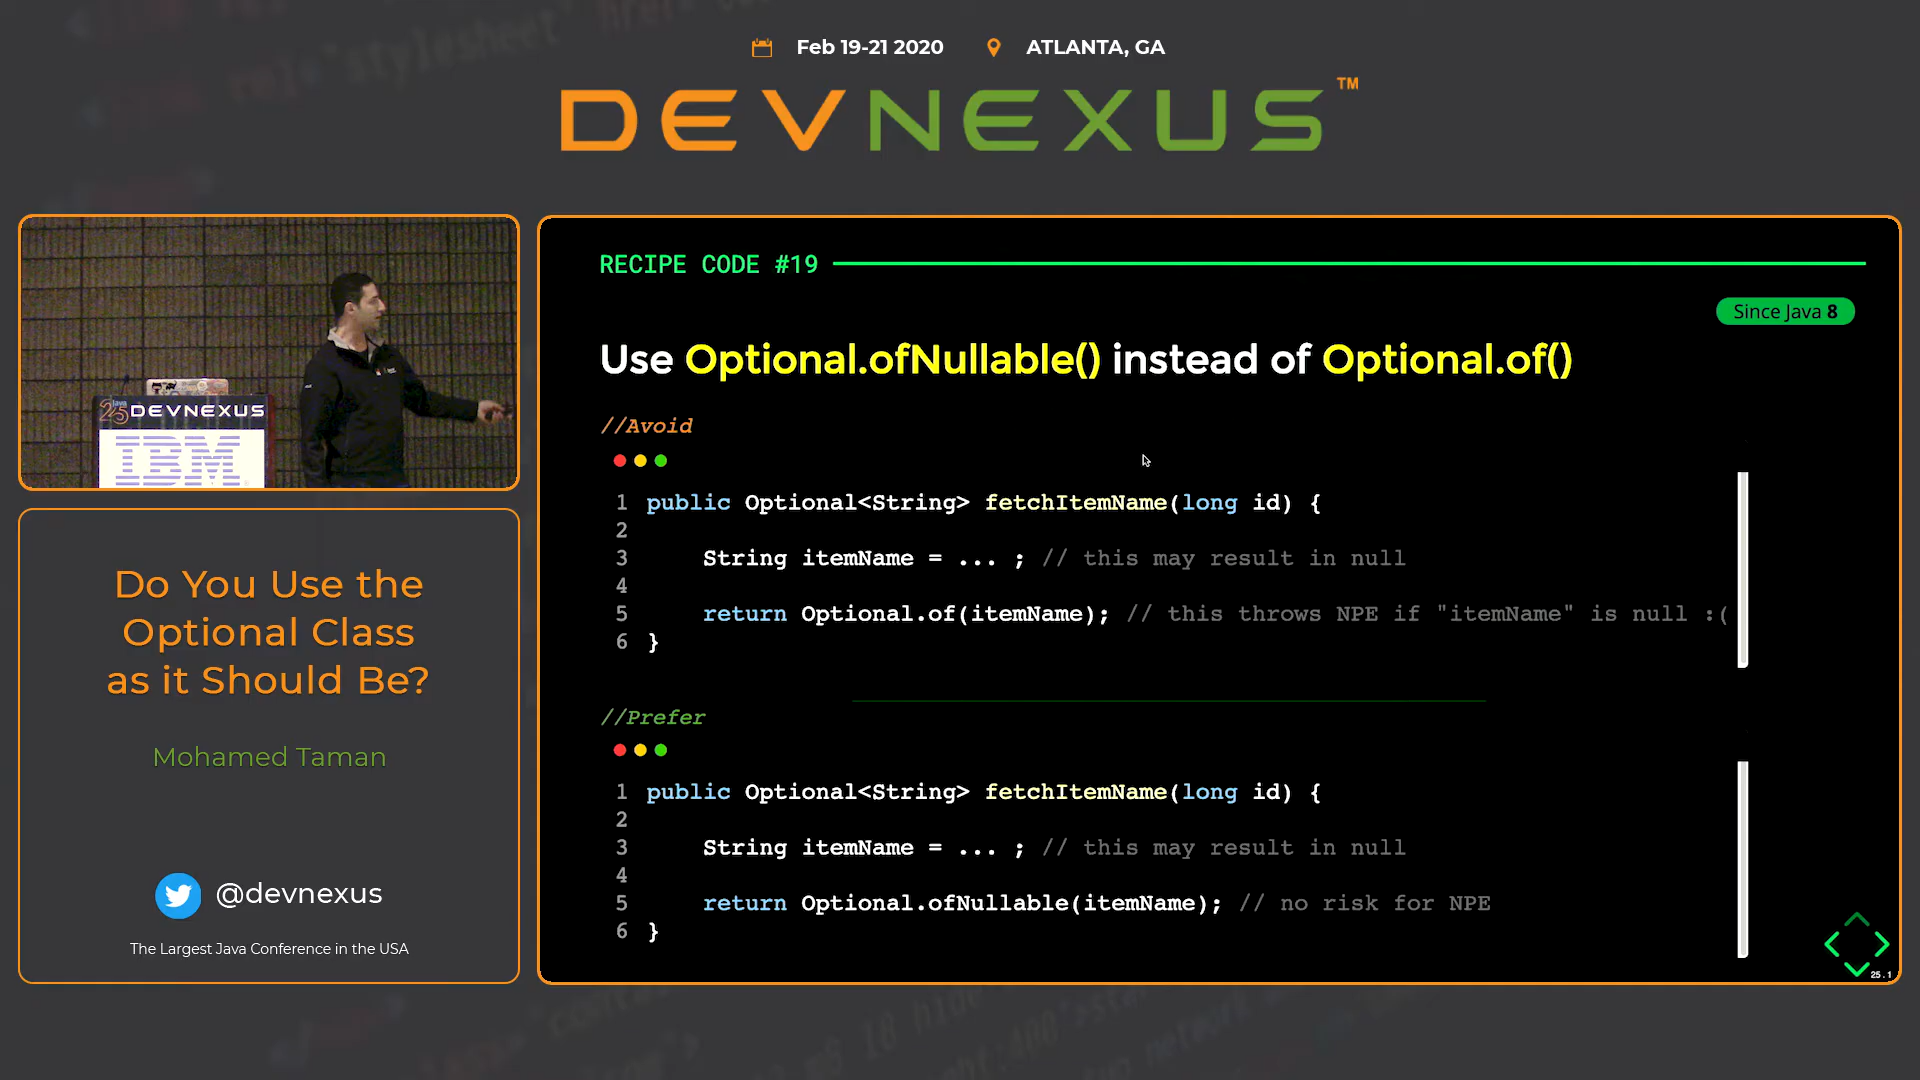 Feb 19-21 2020 ATLANTA, GA
DEVNEXUS™
25 Java DEVNEXUS
IBM
Do You Use the
Optional Class
as it Should Be?
Mohamed Taman
@devnexus
The Largest Java Conference in the USA
RECIPE CODE #19
Since Java 8
Use Optional.ofNullable() instead of Optional.of()
//Avoid
1 public Optional<String> fetchItemName(long id) {
2
3 String itemName = ... ; // this may result in null
4
5 return Optional.of(itemName); // this throws NPE if "itemName" is null :(
6 }
//Prefer
1 public Optional<String> fetchItemName(long id) {
2
3 String itemName = ... ; // this may result in null
4
5 return Optional.ofNullable(itemName); // no risk for NPE
6 }
25.1